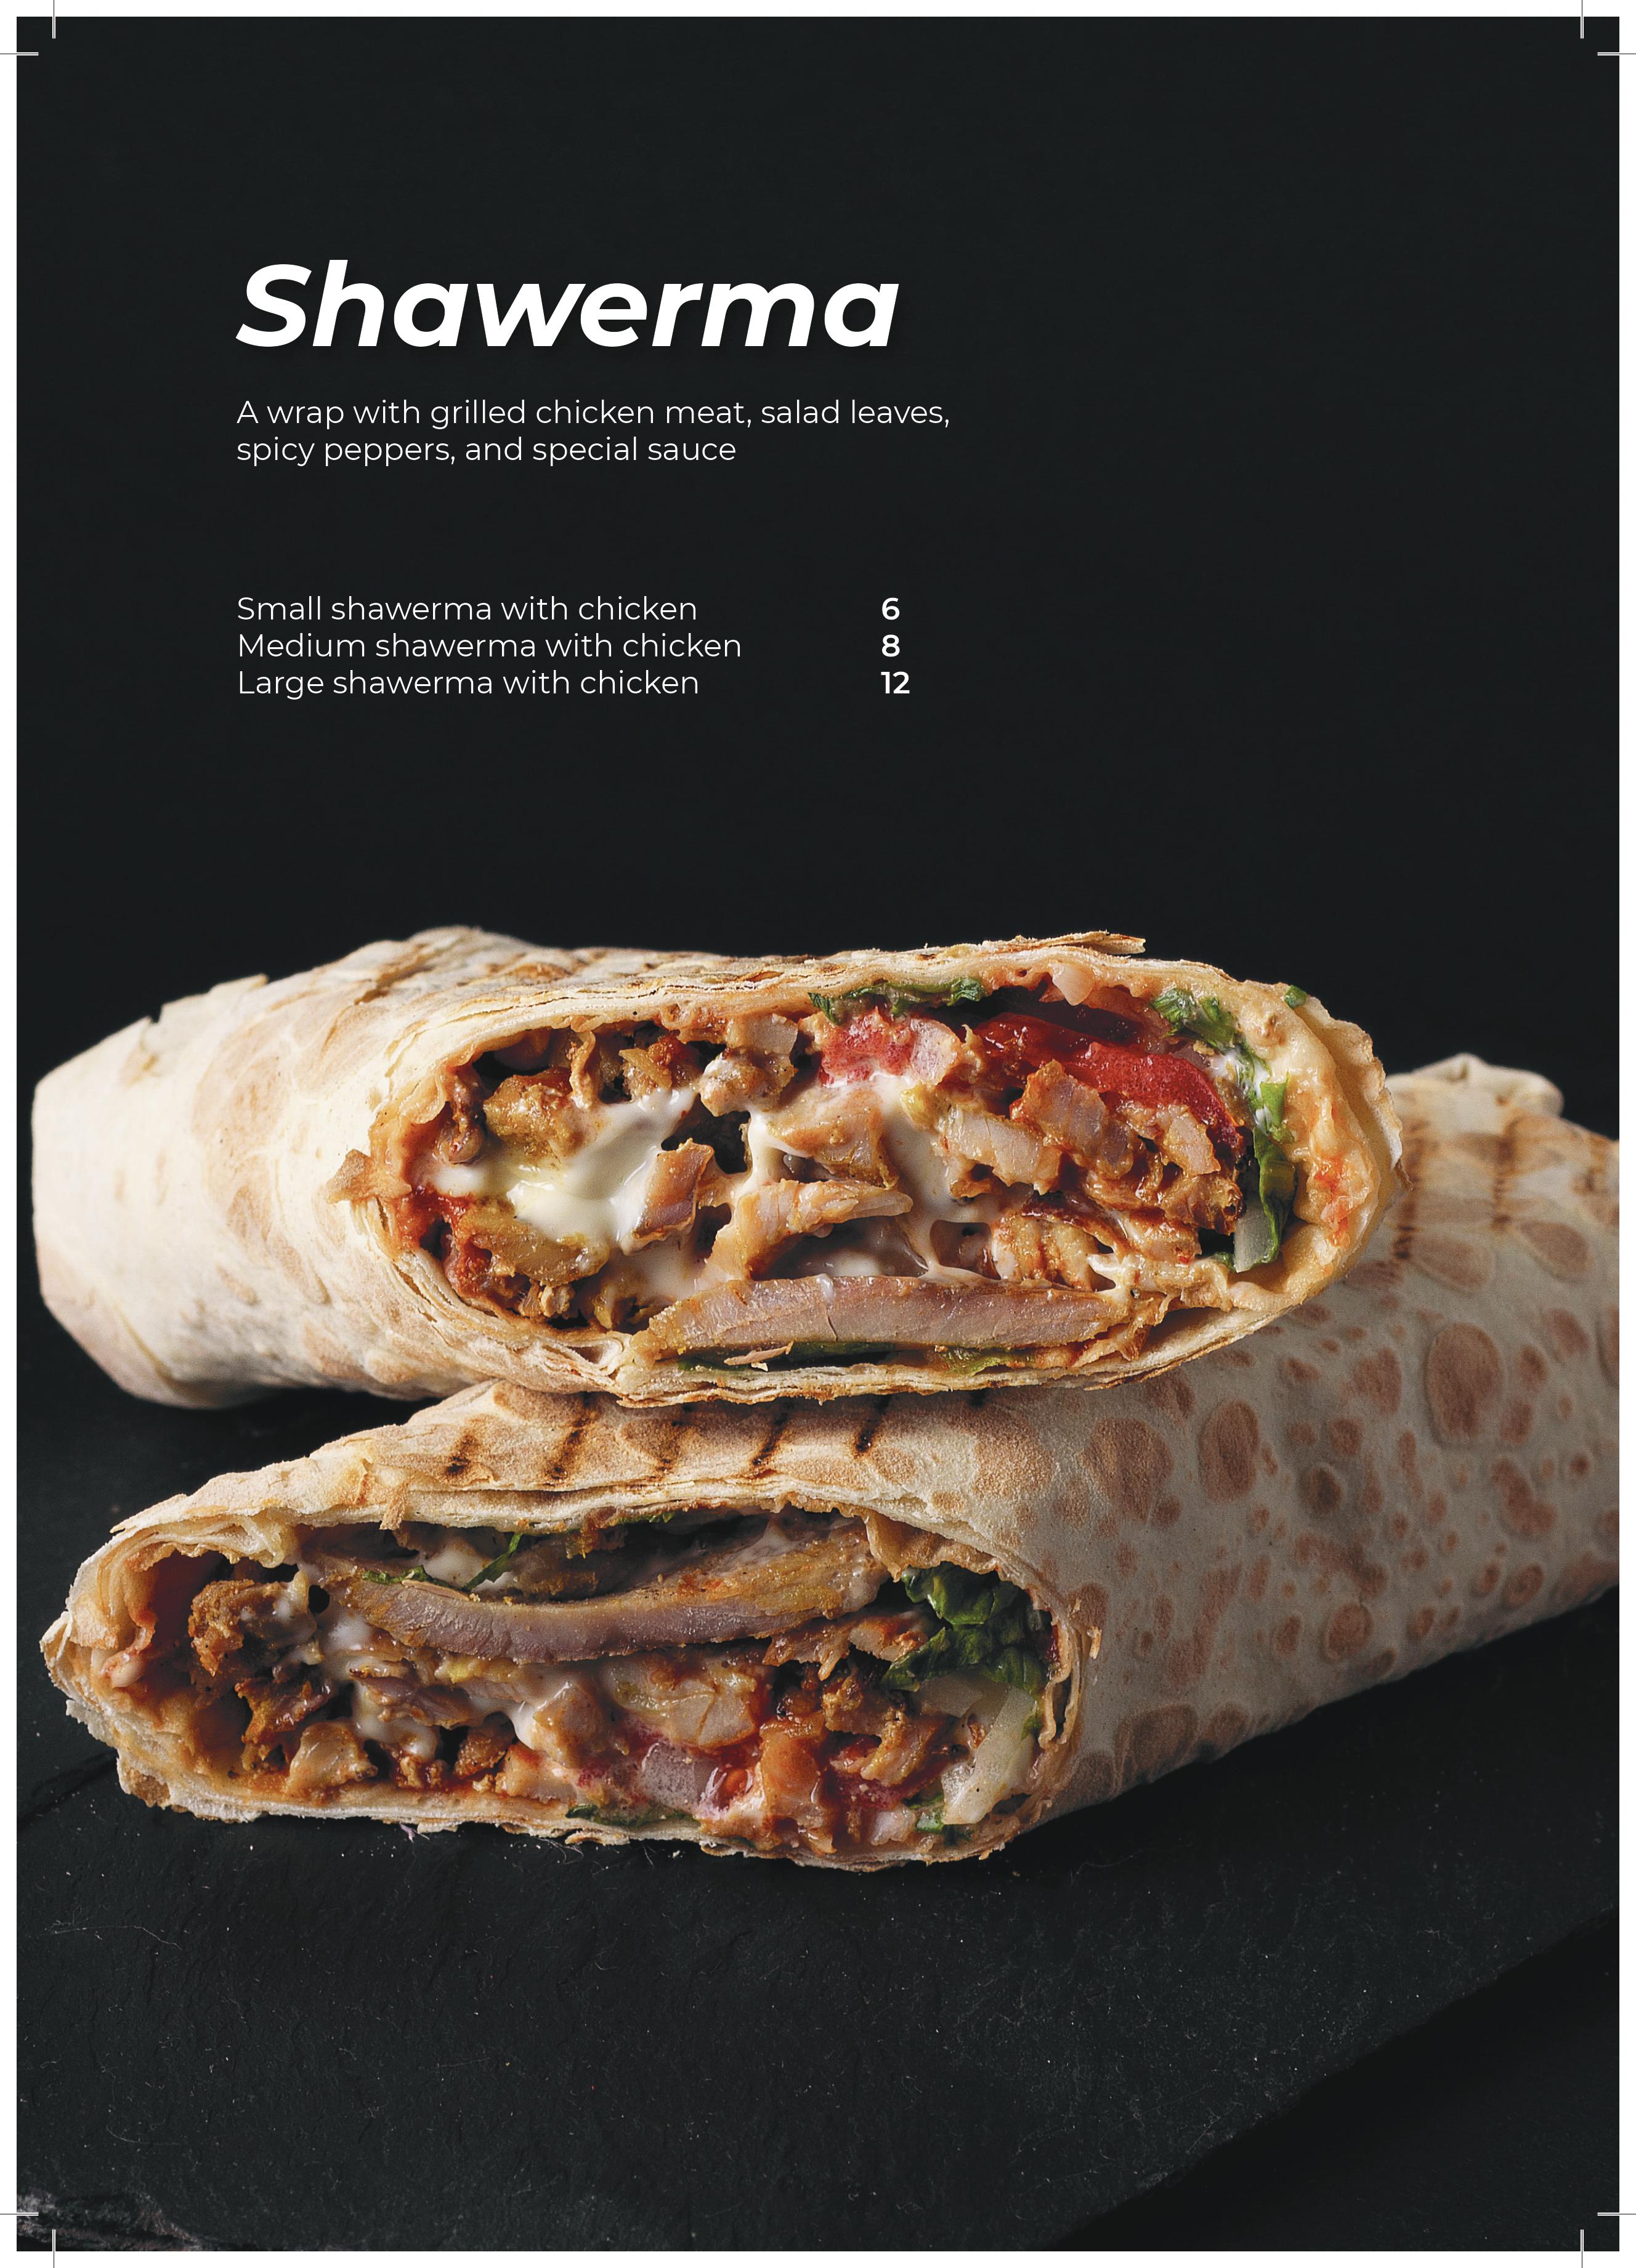 Shawerma
A wrap with grilled chicken meat, salad leaves,
spicy peppers, and special sauce
Small shawerma with chicken 6
Medium shawerma with chicken 8
Large shawerma with chicken 12